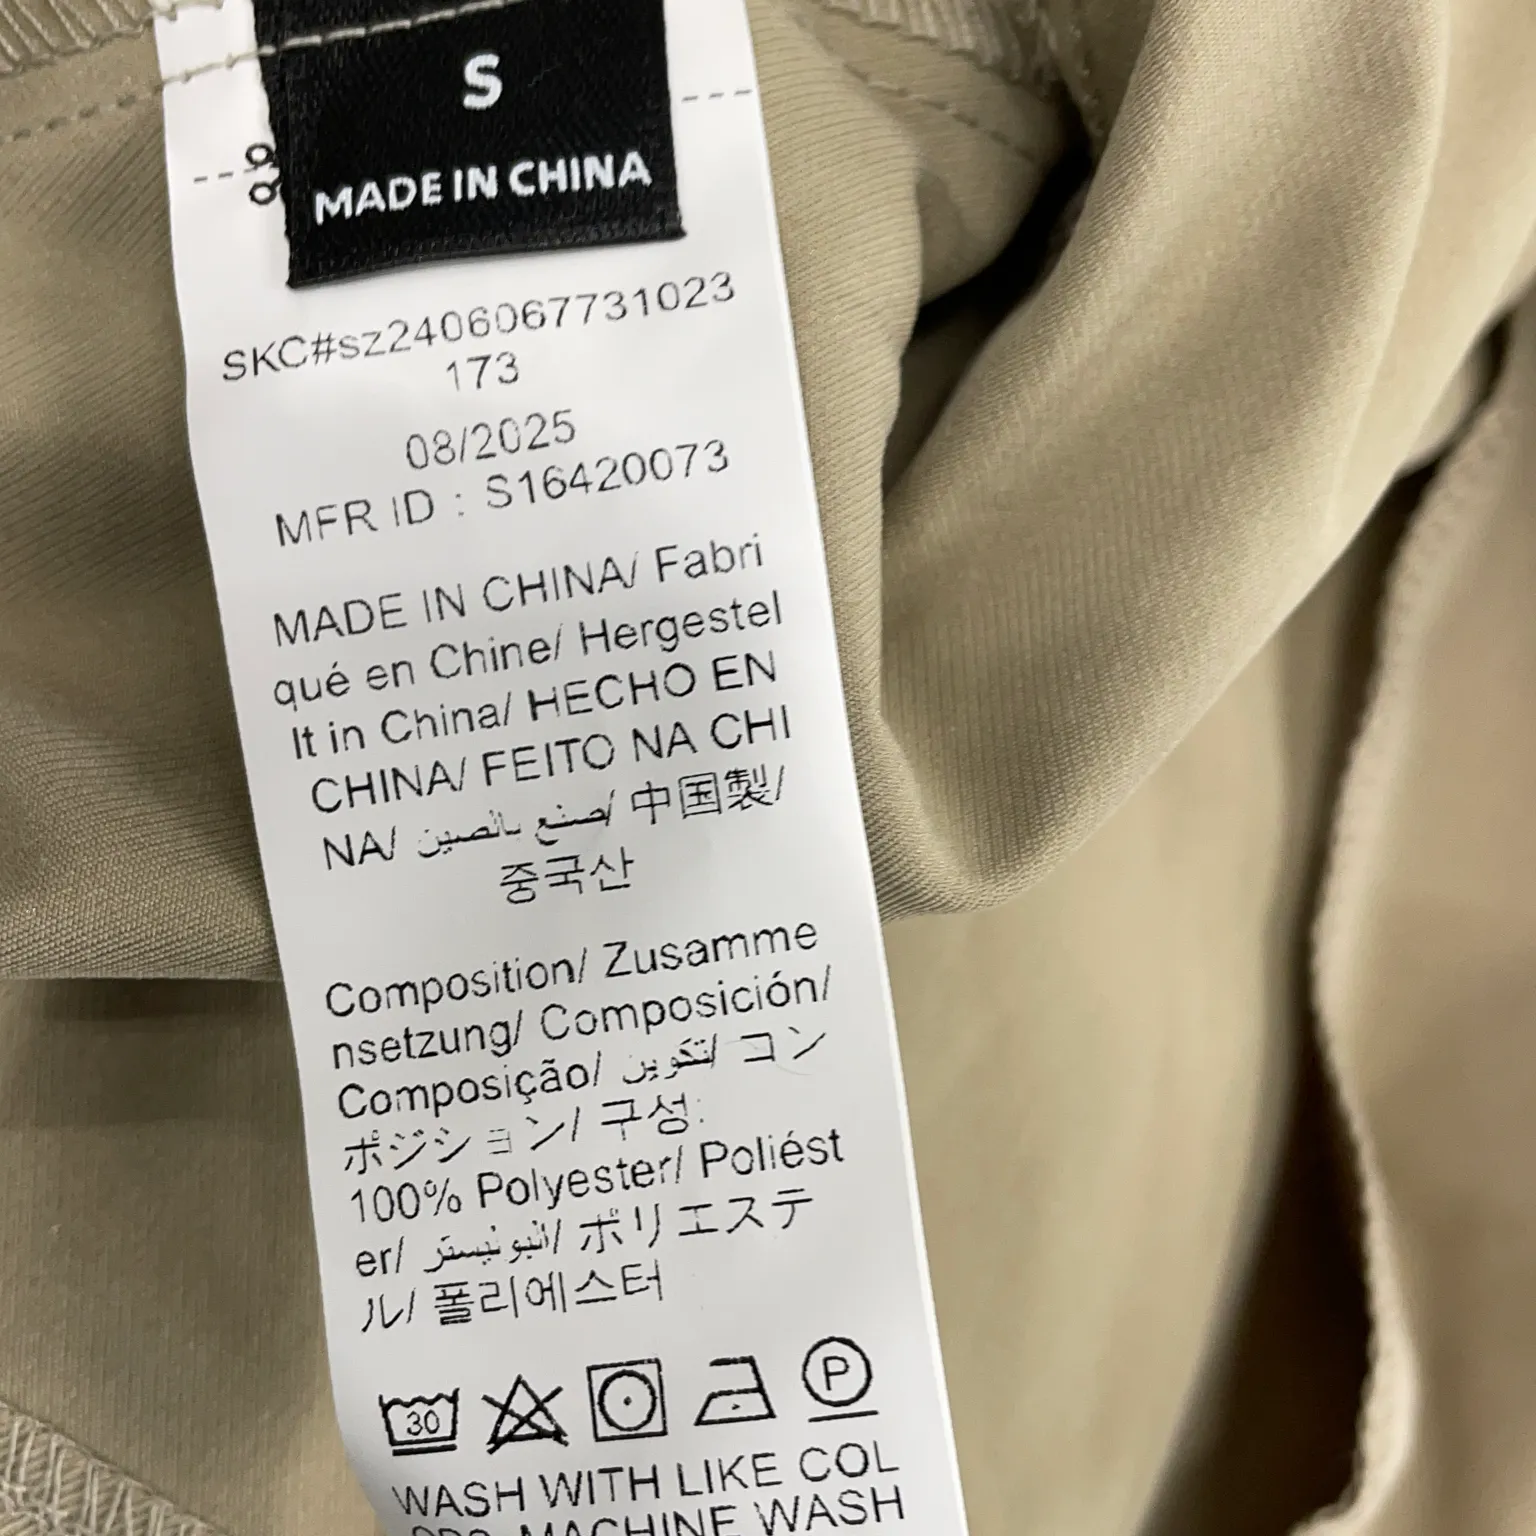 S
MADE IN CHINA
SKC#sz2406067731023
173
08/2025
MFR ID : S16420073
MADE IN CHINA/ Fabri
qué en Chine/ Hergestel
lt in China/ HECHO EN
CHINA/ FEITO NA CHI
NA/ صنع بالصين/ 中国製/
중국산
Composition/ Zusamme
nsetzung/ Composición/
Composição/ تكوين/ コン
ポジション/ 구성:
100% Polyester/ Poliést
er/ البوليستر/ ポリエステ
ル/ 폴리에스터
30
P
WASH WITH LIKE COL
MACHINE WASH